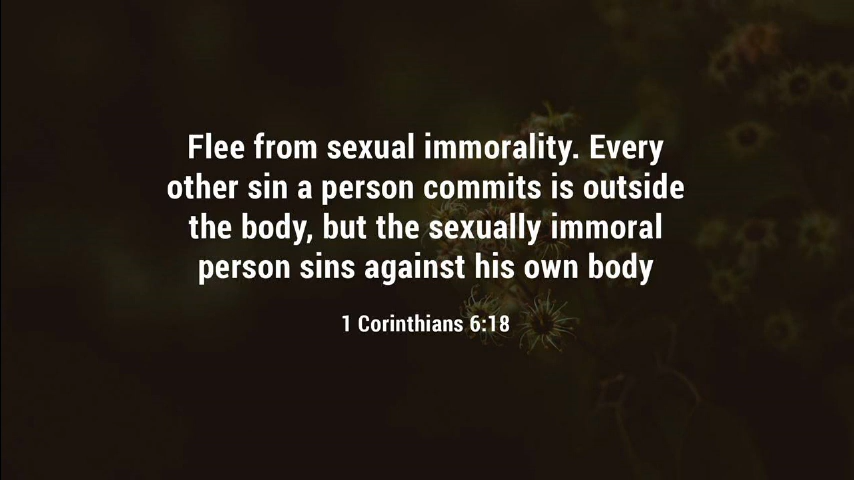 Flee from sexual immorality. Every
other sin a person commits is outside
the body, but the sexually immoral
person sins against his own body
1 Corinthians 6:18